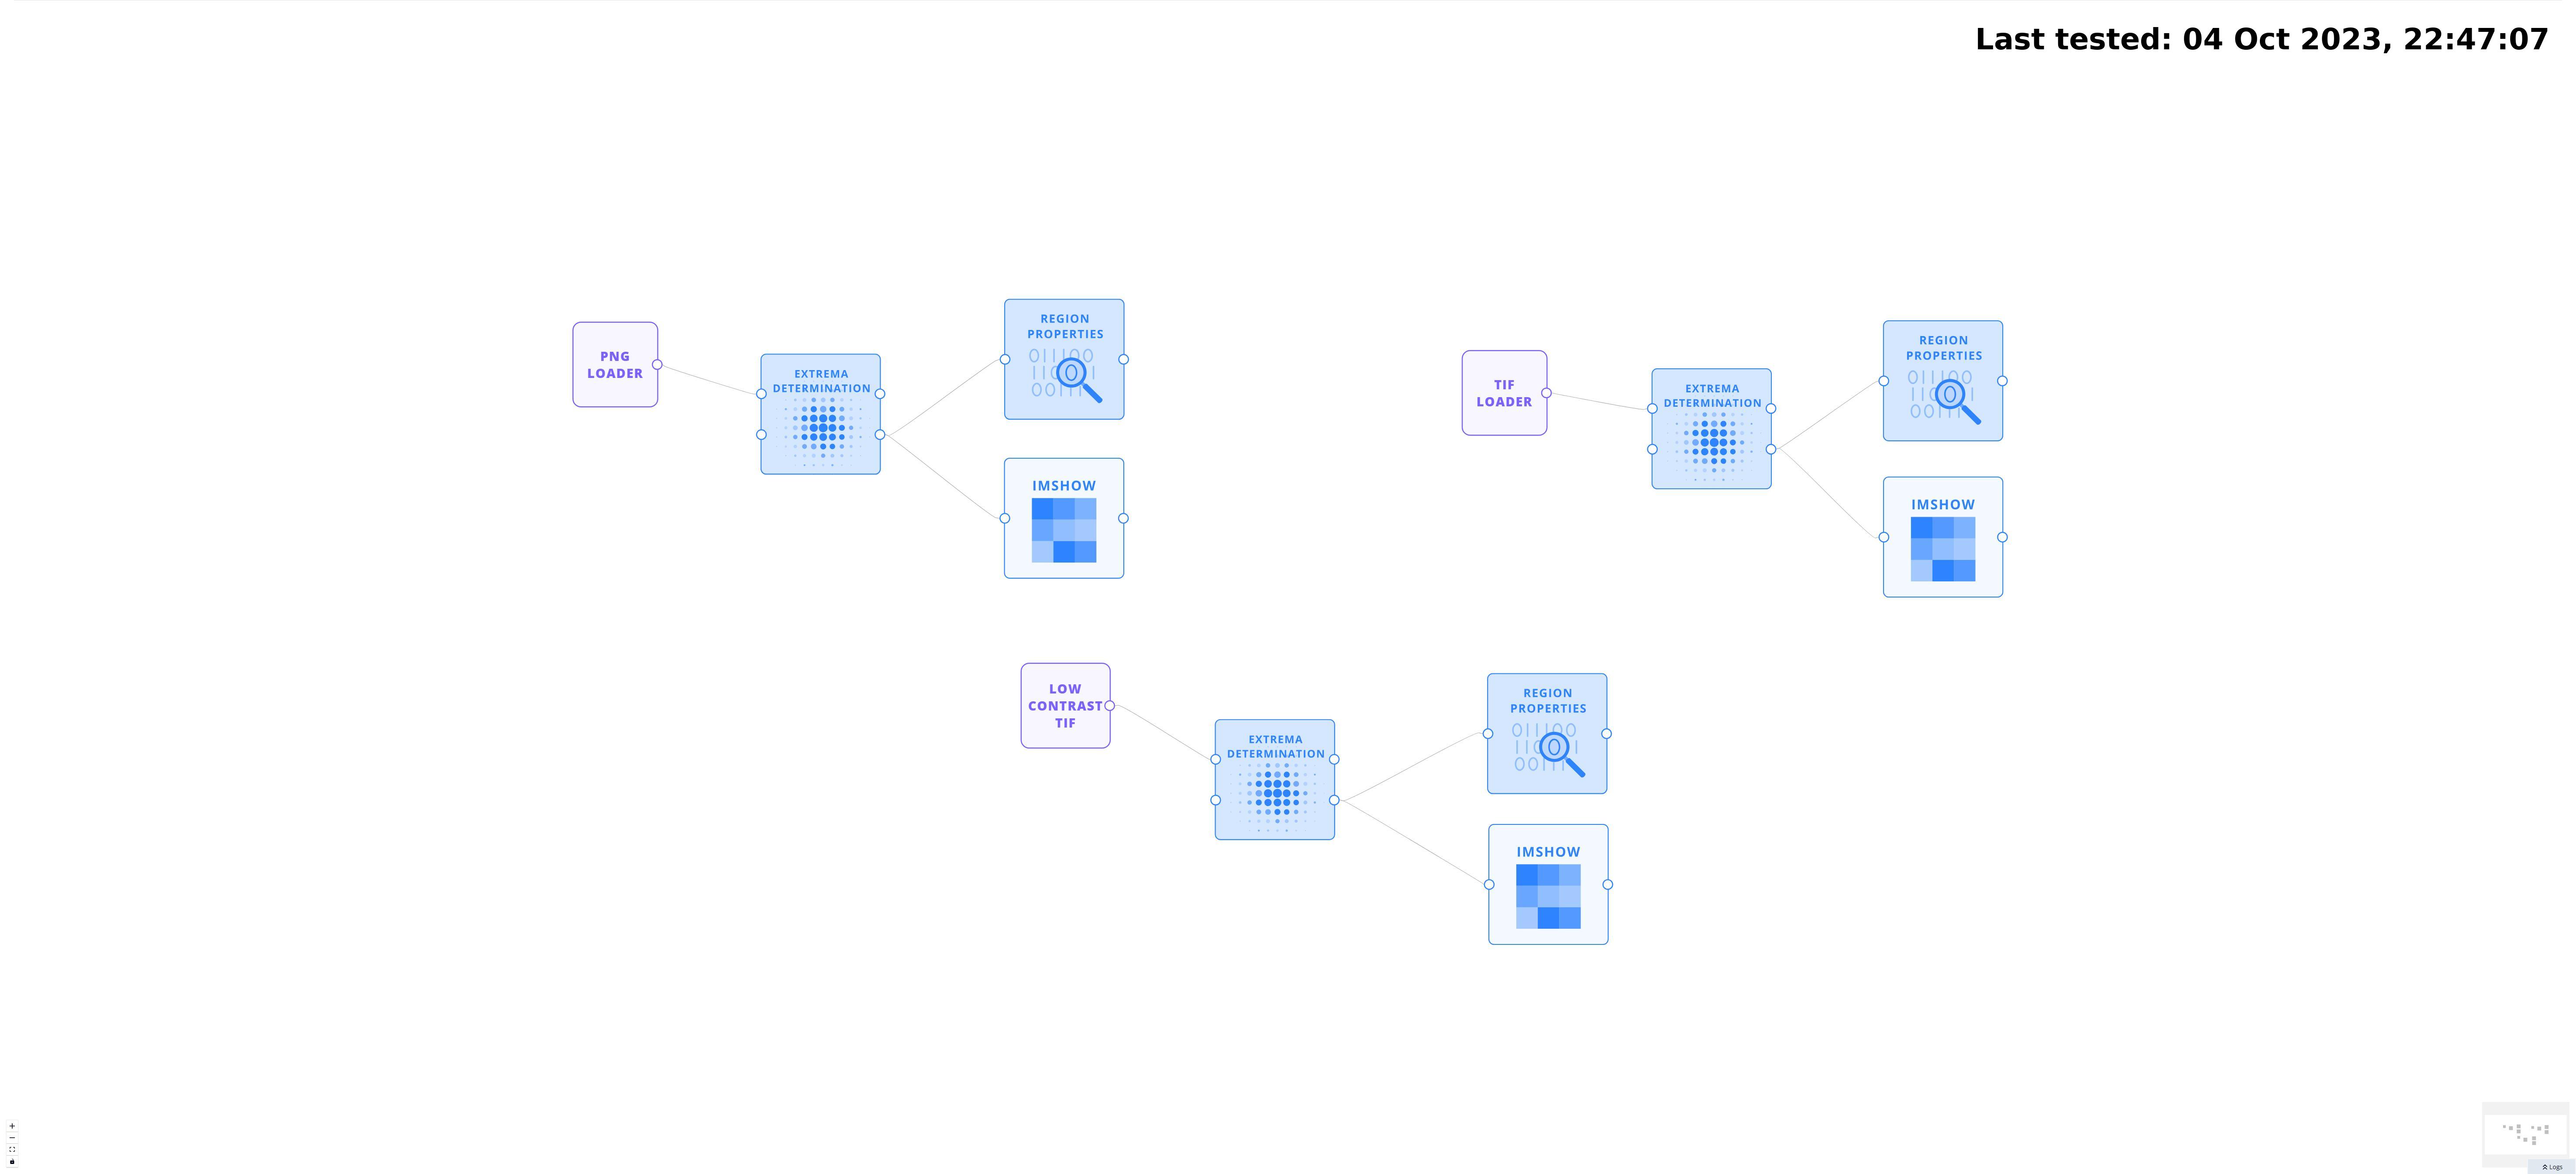 Last tested: 04 Oct 2023, 22:47:07
PNG
LOADER
EXTREMA
DETERMINATION
REGION
PROPERTIES
IMSHOW
TIF
LOADER
EXTREMA
DETERMINATION
REGION
PROPERTIES
IMSHOW
LOW
CONTRAST
TIF
EXTREMA
DETERMINATION
REGION
PROPERTIES
IMSHOW
Logs